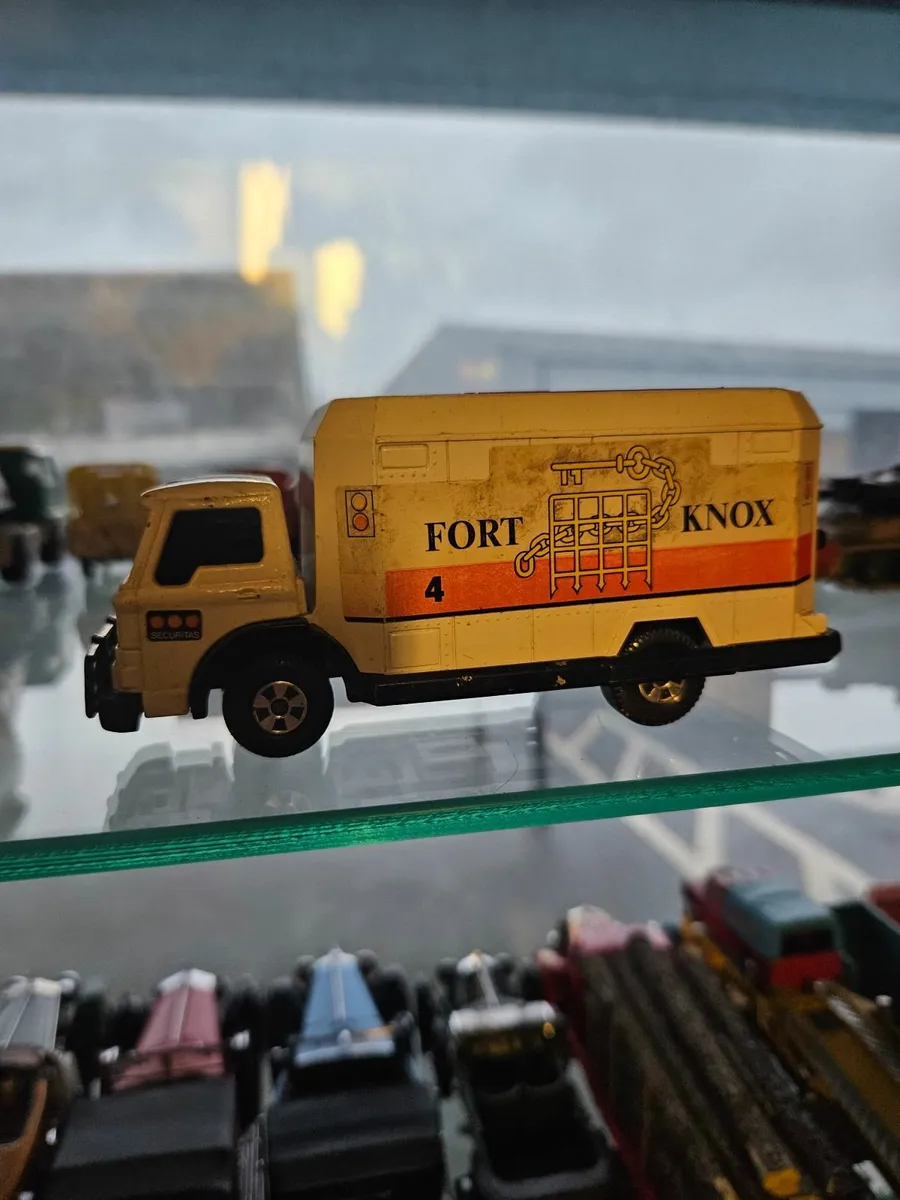 FORT KNOX
4
SECURITAS